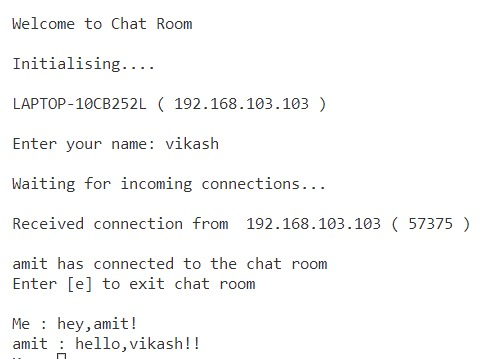 Welcome to Chat Room
Initialising....
LAPTOP-10CB252L ( 192.168.103.103 )
Enter your name: vikash
Waiting for incoming connections...
Received connection from  192.168.103.103 ( 57375 )
amit has connected to the chat room
Enter [e] to exit chat room
Me : hey,amit!
amit : hello,vikash!!